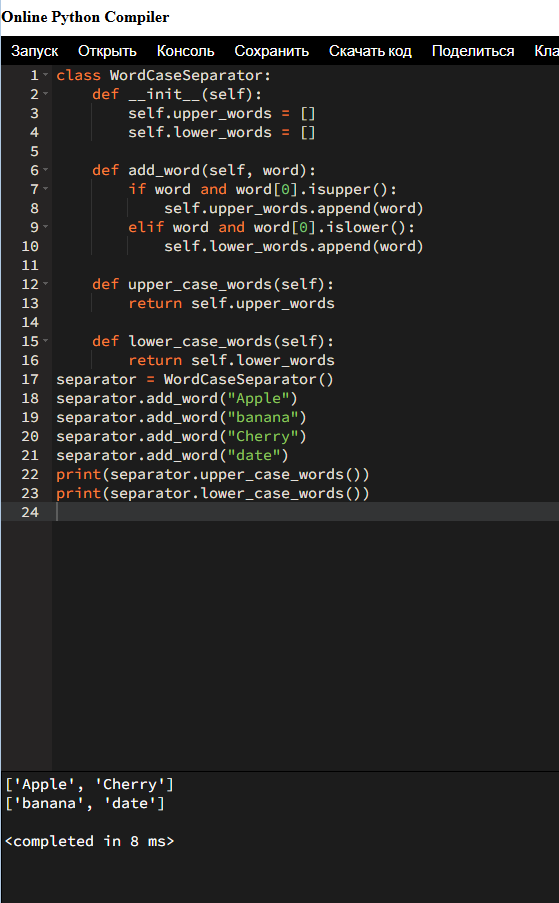 Online Python Compiler
Запуск Открыть Консоль Сохранить Скачать код Поделиться Кла
1 class WordCaseSeparator:
2     def __init__(self):
3         self.upper_words = []
4         self.lower_words = []
5
6     def add_word(self, word):
7         if word and word[0].isupper():
8             self.upper_words.append(word)
9         elif word and word[0].islower():
10             self.lower_words.append(word)
11
12     def upper_case_words(self):
13         return self.upper_words
14
15     def lower_case_words(self):
16         return self.lower_words
17 separator = WordCaseSeparator()
18 separator.add_word("Apple")
19 separator.add_word("banana")
20 separator.add_word("Cherry")
21 separator.add_word("date")
22 print(separator.upper_case_words())
23 print(separator.lower_case_words())
24
['Apple', 'Cherry']
['banana', 'date']
<completed in 8 ms>